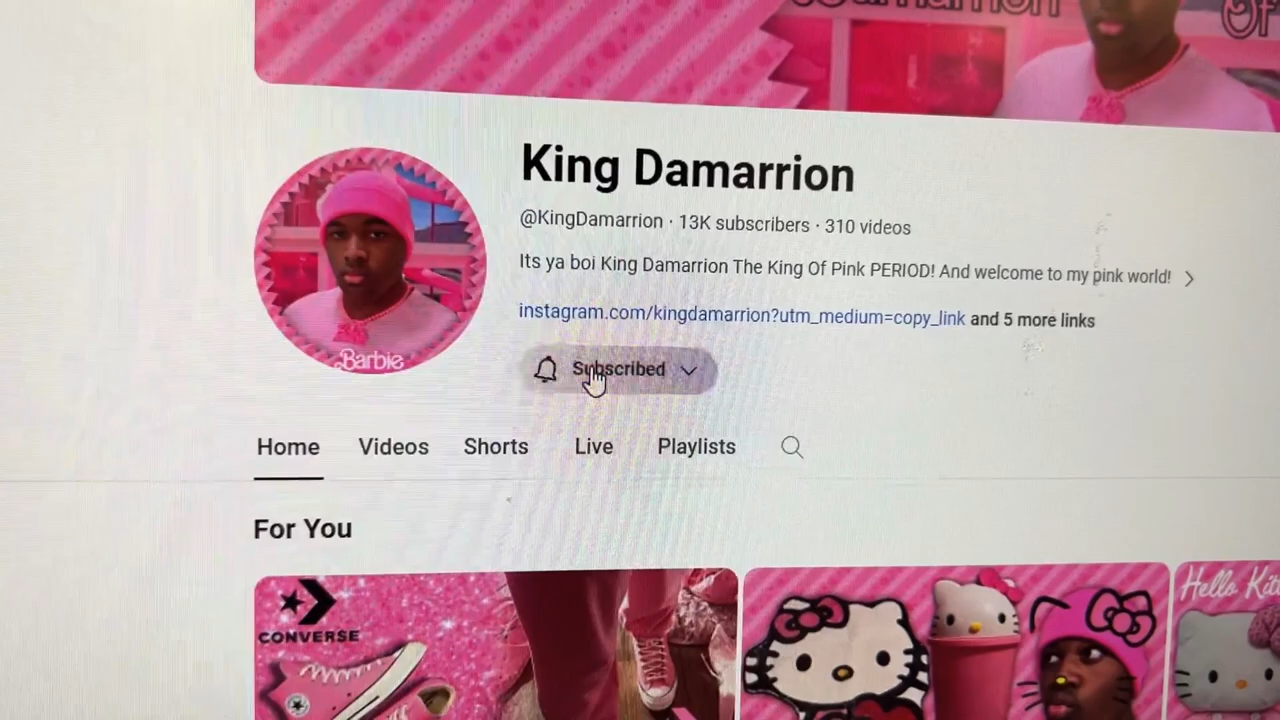 King Damarrion
@KingDamarrion · 13K subscribers · 310 videos
Its ya boi King Damarrion The King Of Pink PERIOD! And welcome to my pink world!
instagram.com/kingdamarrion?utm_medium=copy_link and 5 more links
Barbie
Subscribed
Home Videos Shorts Live Playlists
For You
CONVERSE
Hello